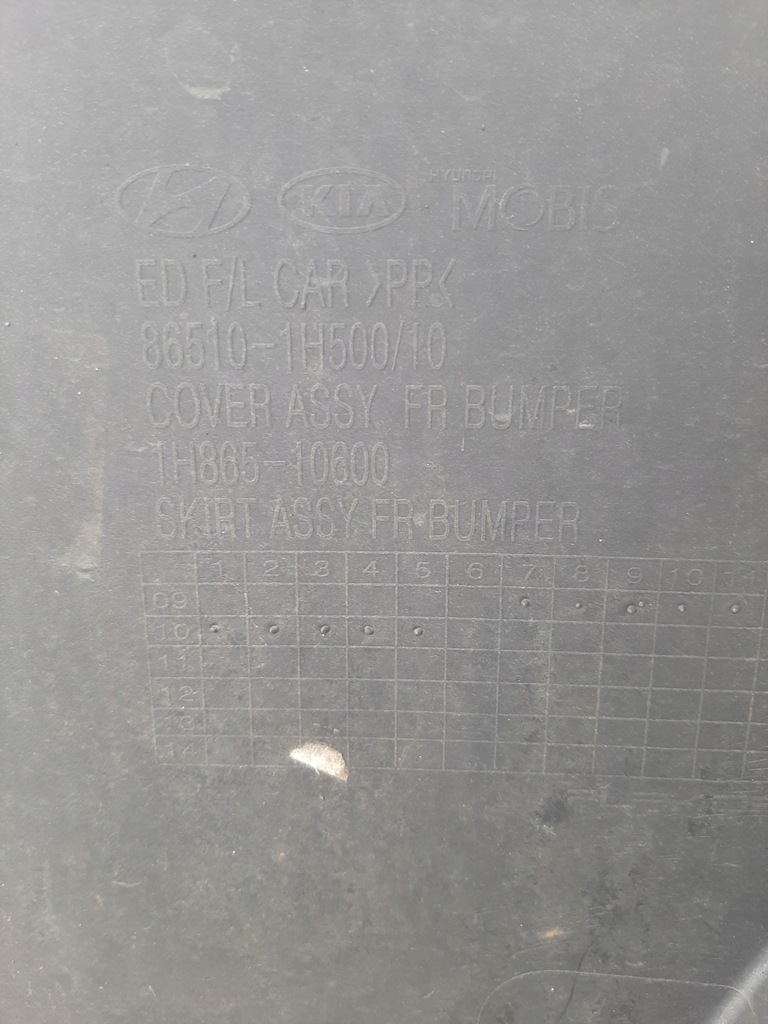 KIA HYUNDAI MOBIS
ED F/L CAR >PP<
86510-1H500/10
COVER ASSY FR BUMPER
1H865-10600
SKIRT ASSY FR BUMPER
1 2 3 4 5 6 7 8 9 10 11
09
10
11
12
13
14